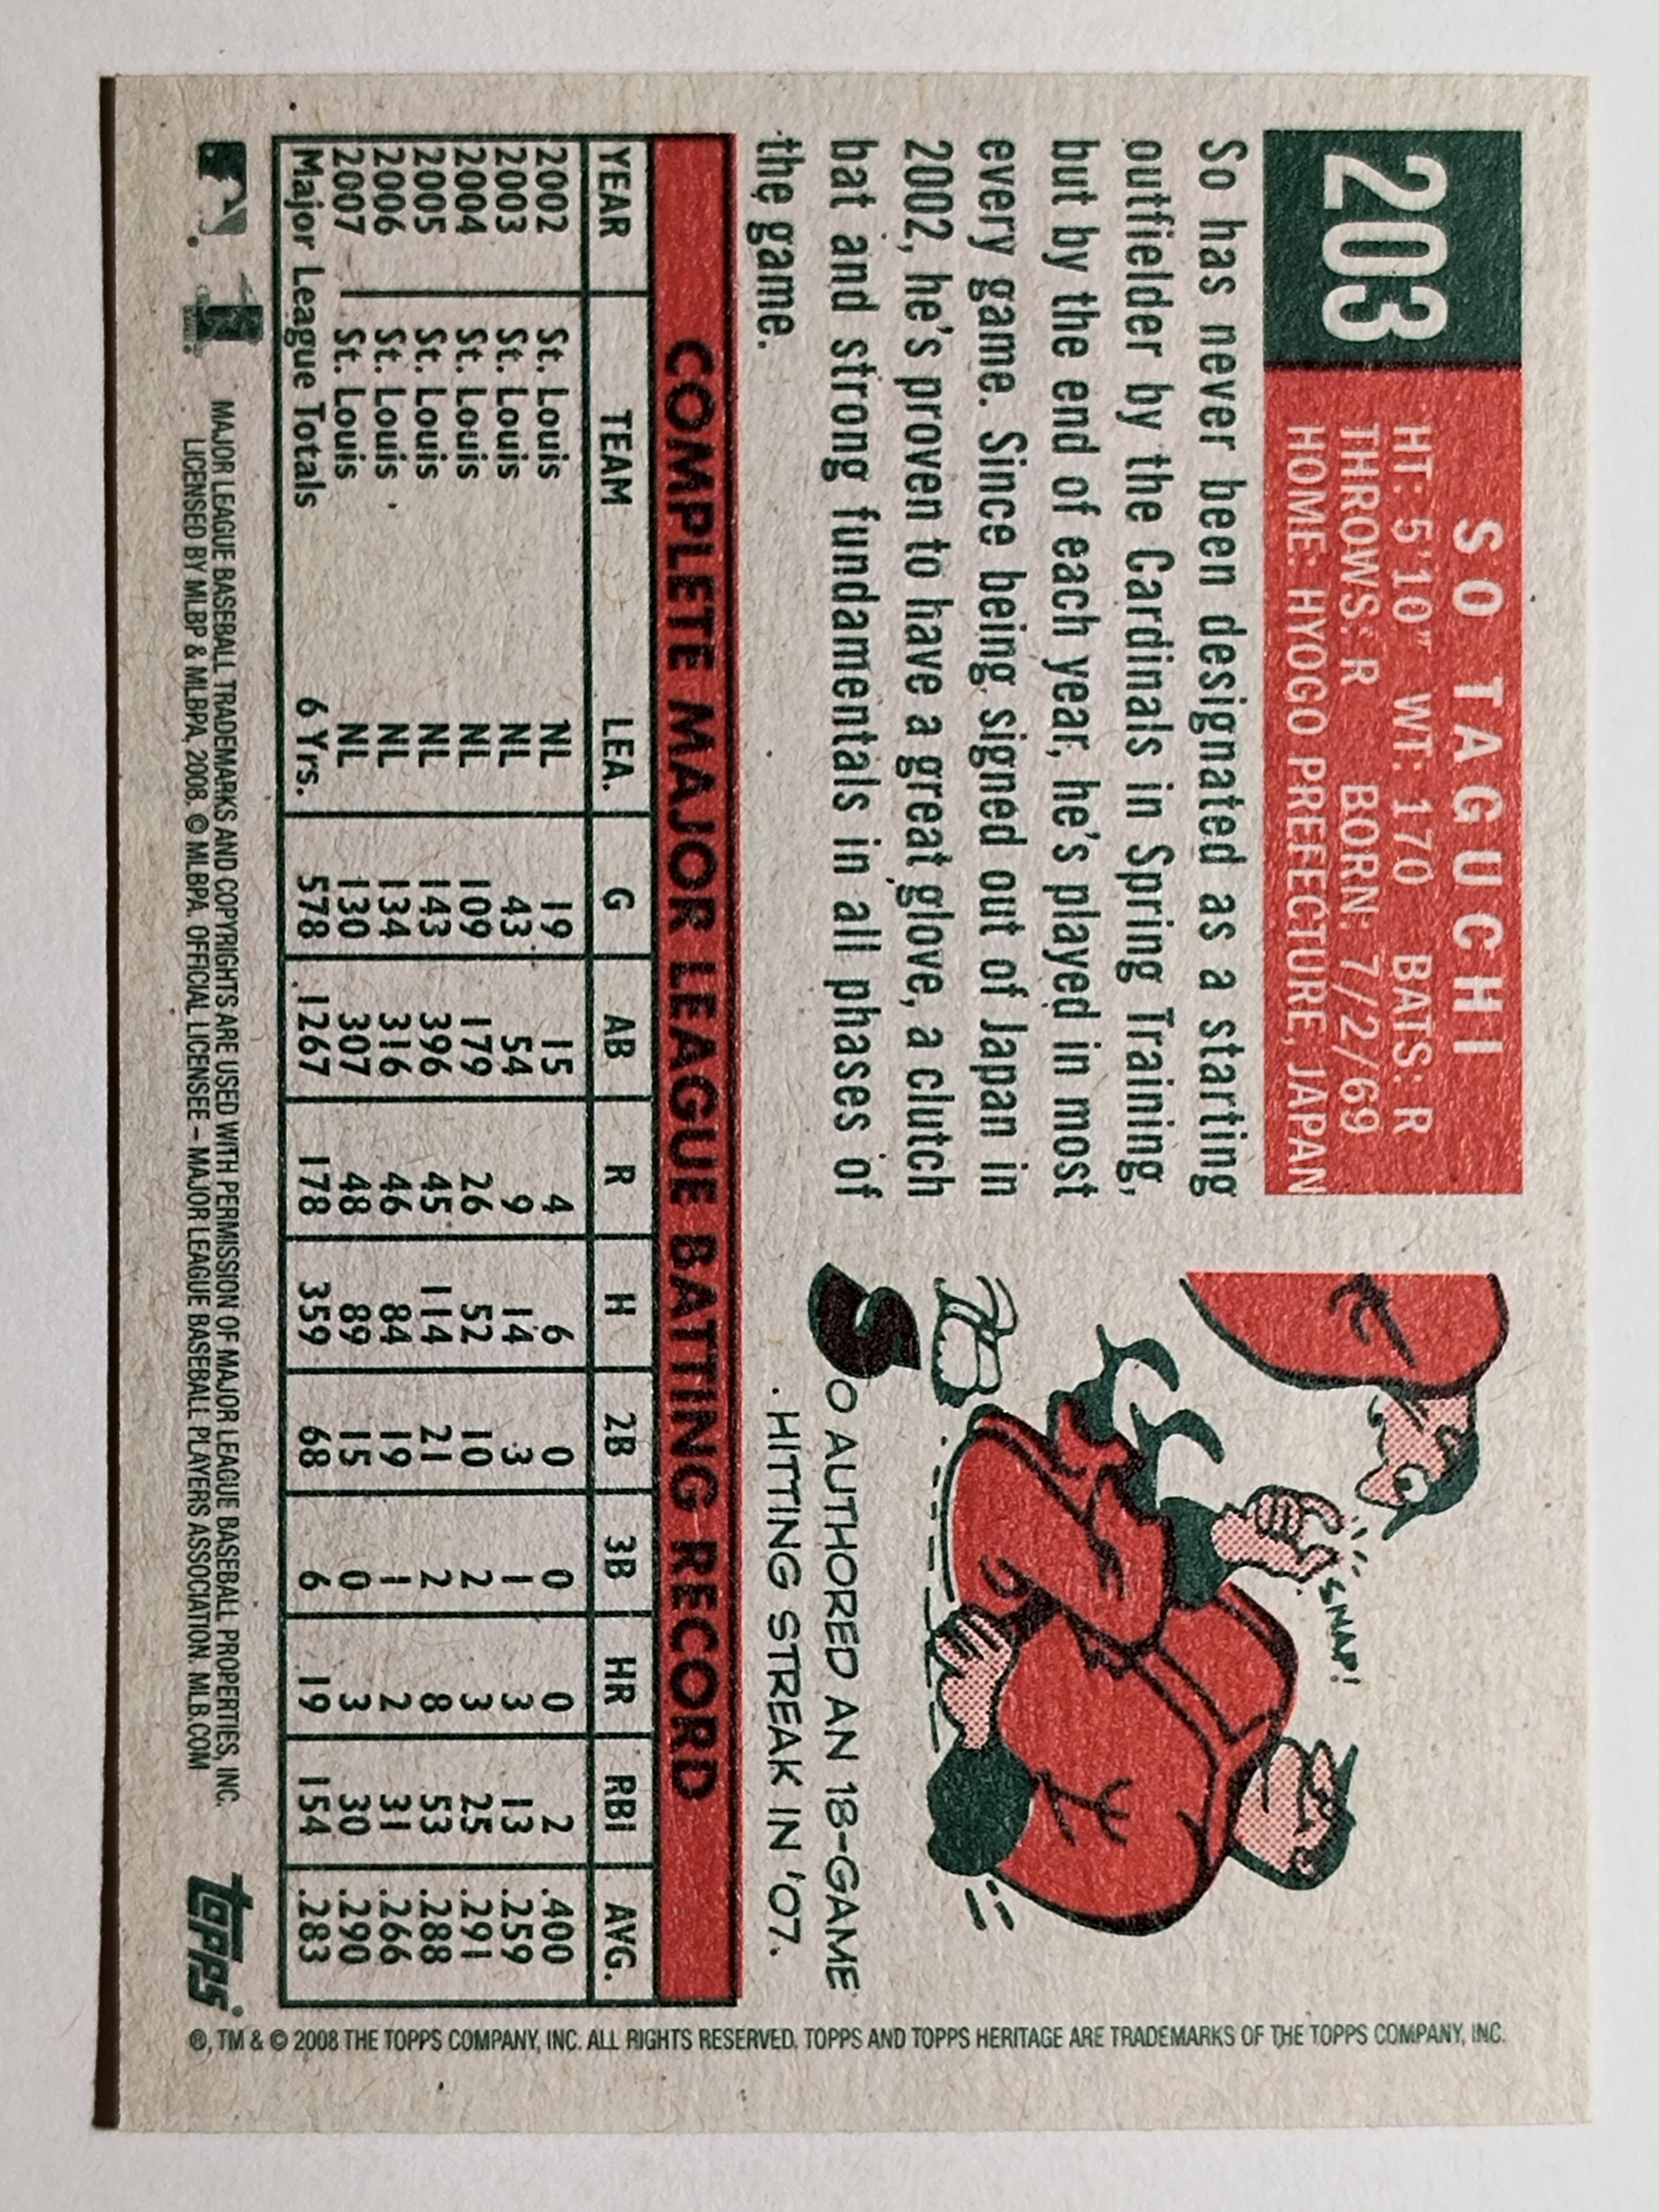 203
SO TAGUCHI
HT: 5'10" WT: 170 BATS: R
THROWS: R BORN: 7/2/69
HOME: HYOGO PREFECTURE, JAPAN
So has never been designated as a starting
outfielder by the Cardinals in Spring Training,
but by the end of each year, he's played in most
every game. Since being signed out of Japan in
2002, he's proven to have a great glove, a clutch
bat and strong fundamentals in all phases of
the game.
SNAP!
SO AUTHORED AN 18-GAME
HITTING STREAK IN '07.
COMPLETE MAJOR LEAGUE BATTING RECORD
YEAR TEAM LEA. G AB R H 2B 3B HR RBI AVG.
2002 St. Louis NL 19 15 4 6 0 0 0 2 .400
2003 St. Louis NL 43 54 9 14 3 1 3 13 .259
2004 St. Louis NL 109 179 26 52 10 2 3 25 .291
2005 St. Louis NL 143 396 45 114 21 2 8 53 .288
2006 St. Louis NL 134 316 46 84 19 1 2 31 .266
2007 St. Louis NL 130 307 48 89 15 0 3 30 .290
Major League Totals 6 Yrs. 578 1267 178 359 68 6 19 154 .283
MAJOR LEAGUE BASEBALL TRADEMARKS AND COPYRIGHTS ARE USED WITH PERMISSION OF MAJOR LEAGUE BASEBALL PROPERTIES, INC.
LICENSED BY MLBP & MLBPA, 2008. © MLBPA. OFFICIAL LICENSEE – MAJOR LEAGUE BASEBALL PLAYERS ASSOCIATION. MLB.COM
topps
®, TM & © 2008 THE TOPPS COMPANY, INC. ALL RIGHTS RESERVED. TOPPS AND TOPPS HERITAGE ARE TRADEMARKS OF THE TOPPS COMPANY, INC.